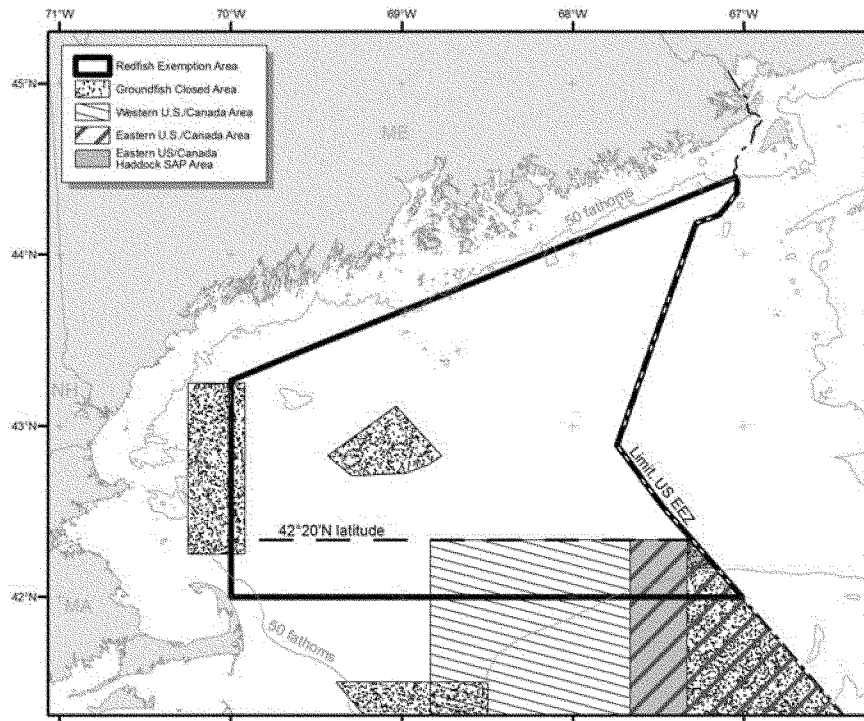 71°W 70°W 69°W 68°W 67°W
Redfish Exemption Area
Groundfish Closed Area
Western U.S./Canada Area
Eastern U.S./Canada Area
Eastern US/Canada
Haddock SAP Area
45°N
ME
50 fathoms
44°N
NH
43°N
Limit, US EEZ
42°20'N latitude
42°N
MA
50 fathoms